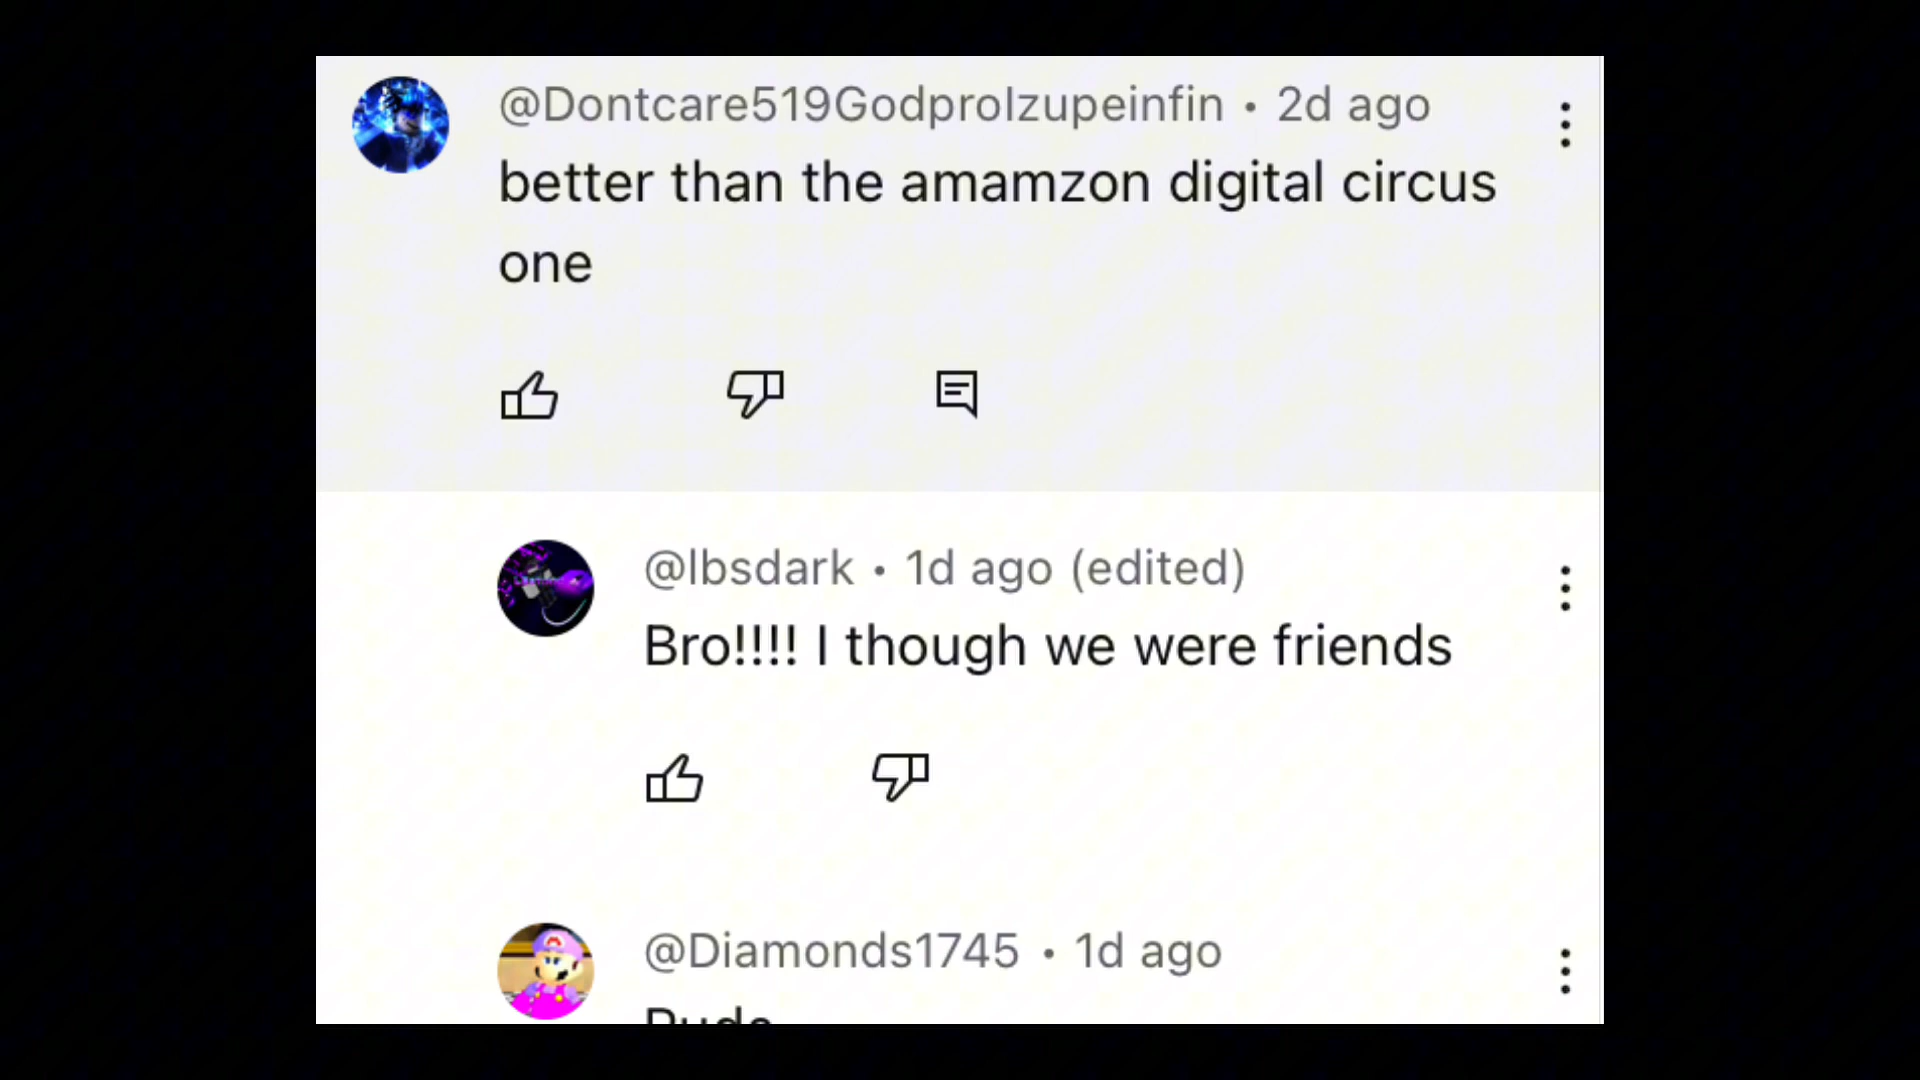 @Dontcare519GodproIzupeinfin • 2d ago
better than the amamzon digital circus
one
@lbsdark • 1d ago (edited)
Bro!!!! I though we were friends
@Diamonds1745 • 1d ago
Rude